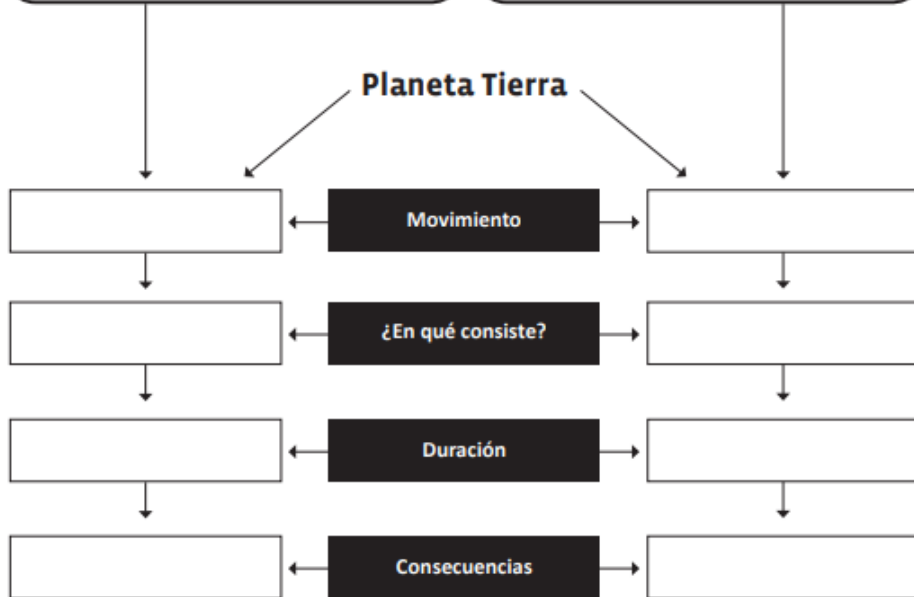 Planeta Tierra
Movimiento
¿En qué consiste?
Duración
Consecuencias